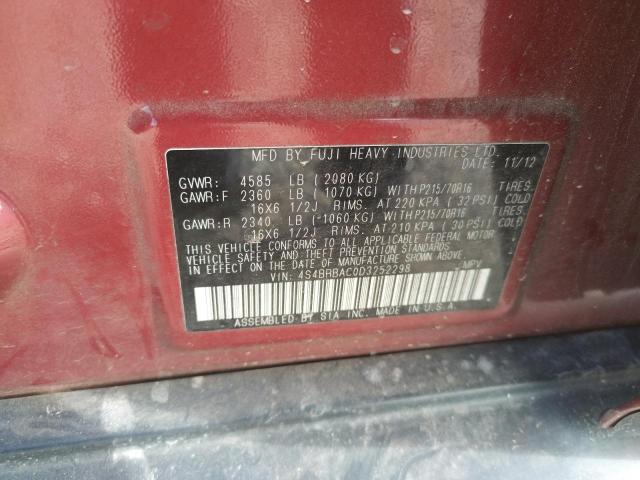 MFD BY FUJI HEAVY INDUSTRIES LTD.
DATE: 11/12
GVWR: 4585 LB ( 2080 KG)
GAWR:F 2360 LB ( 1070 KG) WITH P215/70R16 TIRES.
16X6 1/2J RIMS. AT 220 KPA ( 32 PSI) COLD
GAWR:R 2340 LB ( 1060 KG) WITH P215/70R16 TIRES.
16X6 1/2J RIMS. AT 210 KPA ( 30 PSI) COLD
THIS VEHICLE CONFORMS TO ALL APPLICABLE FEDERAL MOTOR
VEHICLE SAFETY AND THEFT PREVENTION STANDARDS
IN EFFECT ON THE DATE OF MANUFACTURE SHOWN ABOVE.
VIN: 4S4BRBAC0D3252298 MPV
ASSEMBLED BY SIA INC. MADE IN U.S.A.